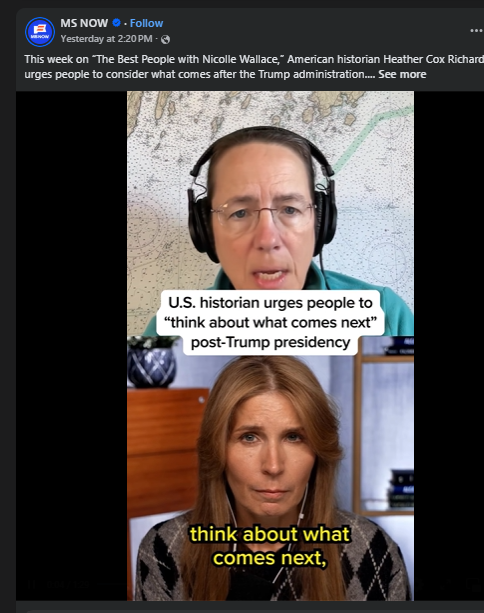 MS NOW · Follow
Yesterday at 2:20 PM ·
This week on "The Best People with Nicolle Wallace," American historian Heather Cox Richard
urges people to consider what comes after the Trump administration.... See more
U.S. historian urges people to
"think about what comes next"
post-Trump presidency
think about what
comes next,